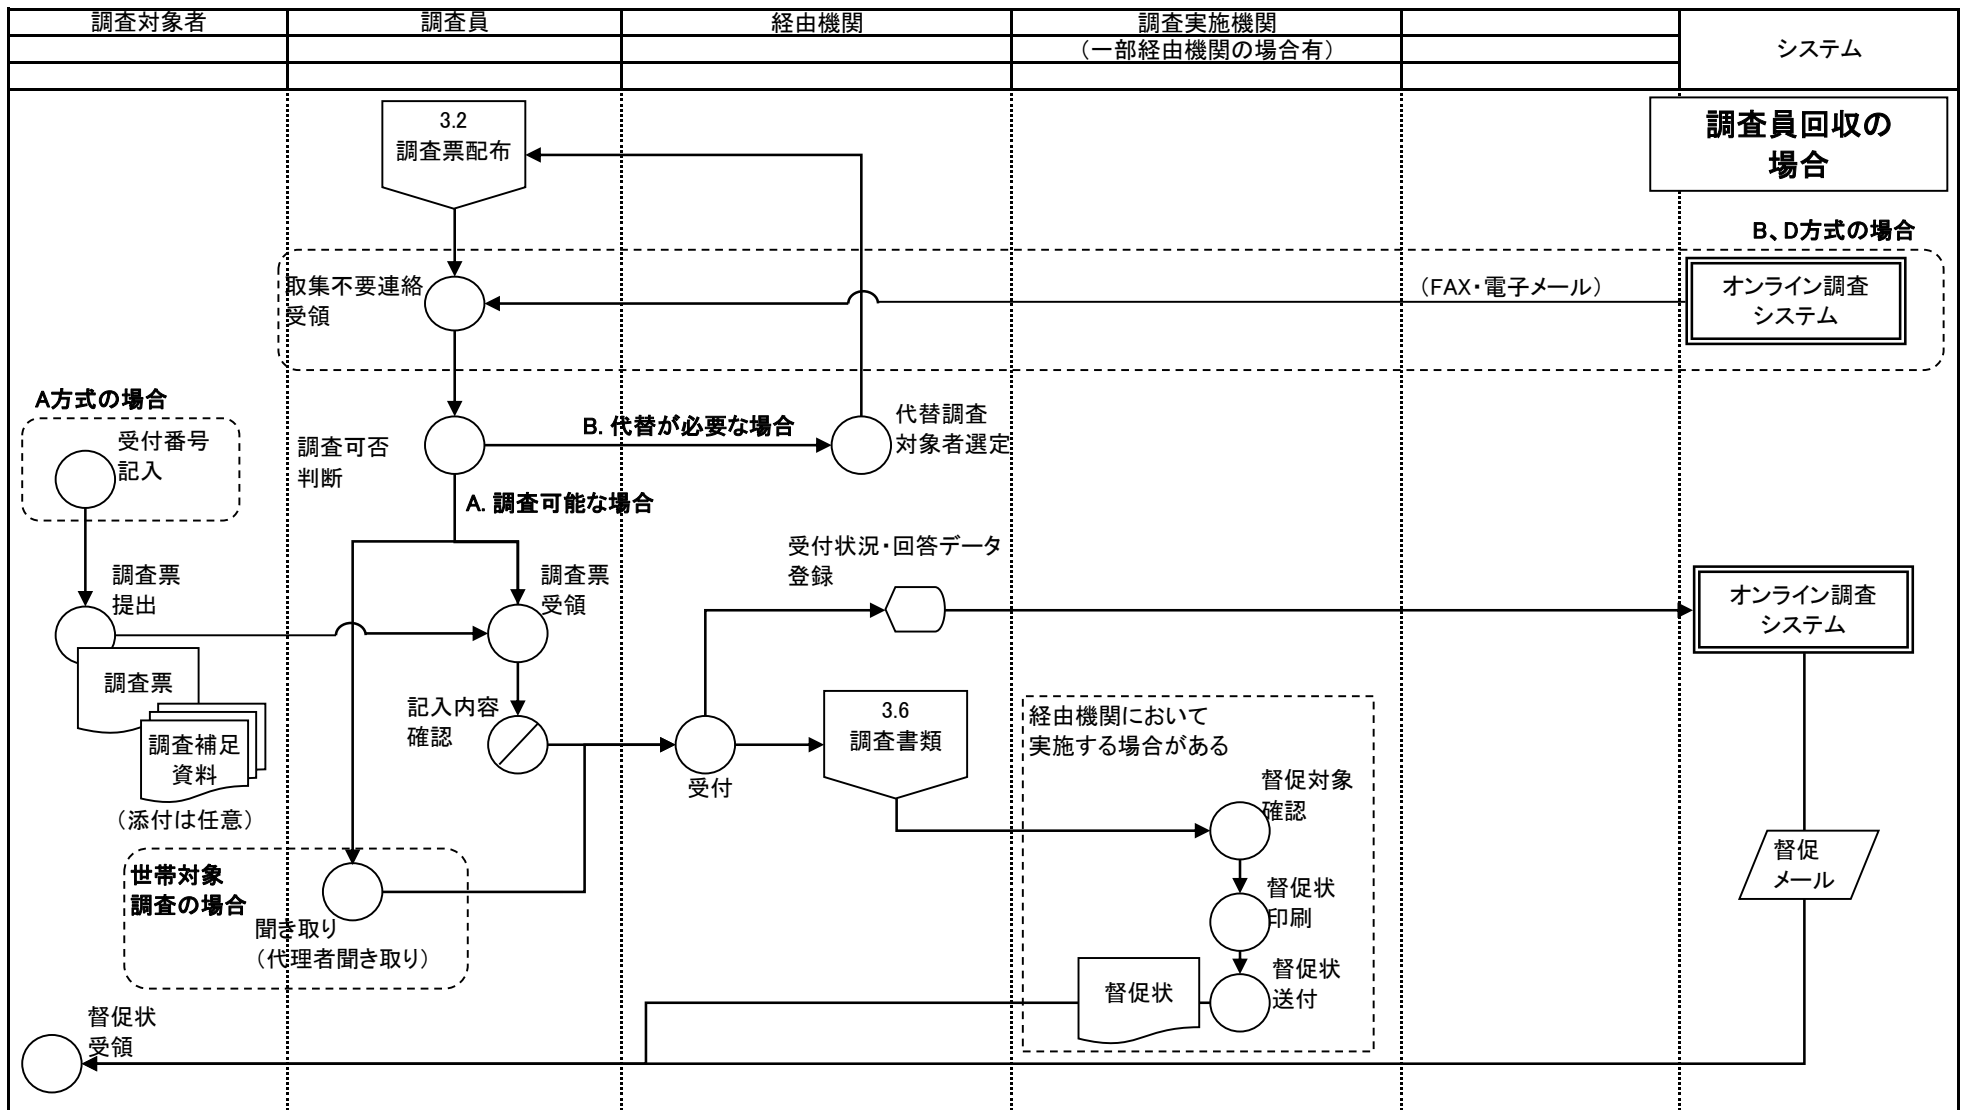 調査対象者
調査員
経由機関
調査実施機関
（一部経由機関の場合有）
システム
調査員回収の
場合
3.2
調査票配布
B、D方式の場合
取集不要連絡
受領
（FAX・電子メール）
オンライン調査
システム
A方式の場合
受付番号
記入
調査可否
判断
B. 代替が必要な場合
代替調査
対象者選定
A. 調査可能な場合
受付状況・回答データ
登録
調査票
提出
調査票
受領
オンライン調査
システム
調査票
調査補足
資料
（添付は任意）
記入内容
確認
受付
3.6
調査書類
経由機関において
実施する場合がある
督促対象
確認
督促
メール
世帯対象
調査の場合
聞き取り
（代理者聞き取り）
督促状
印刷
督促状
送付
督促状
督促状
受領